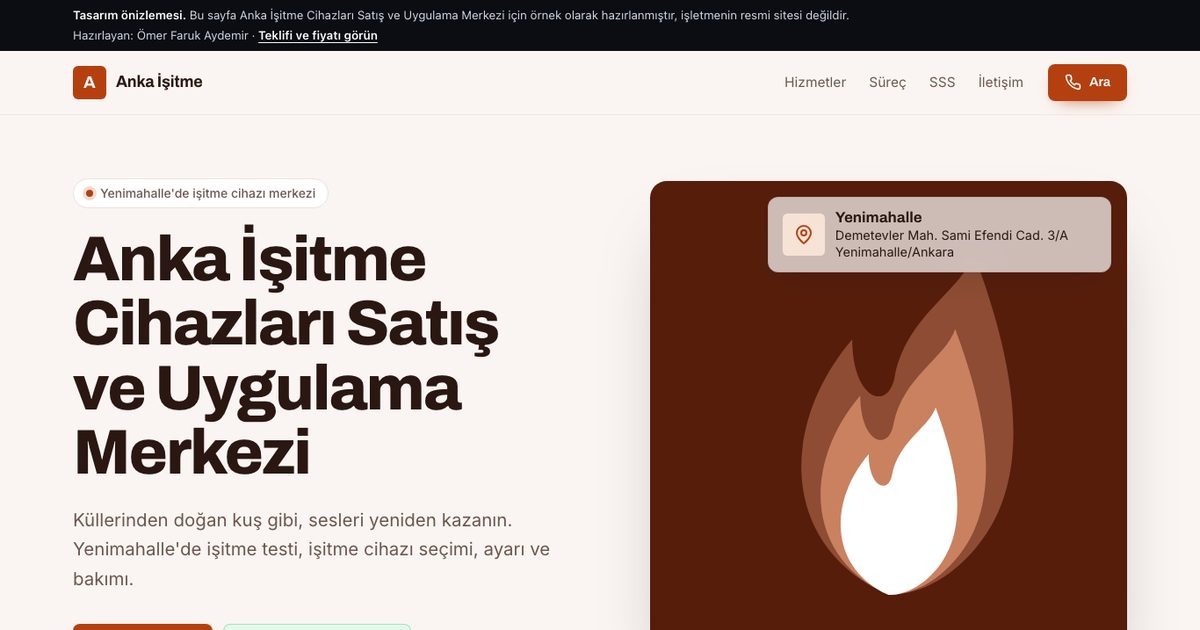 Tasarım önizlemesi. Bu sayfa Anka İşitme Cihazları Satış ve Uygulama Merkezi için örnek olarak hazırlanmıştır, işletmenin resmi sitesi değildir.
Hazırlayan: Ömer Faruk Aydemir · Teklifi ve fiyatı görün
A
Anka İşitme
Hizmetler
Süreç
SSS
İletişim
Ara
Yenimahalle'de işitme cihazı merkezi
Anka İşitme
Cihazları Satış
ve Uygulama
Merkezi
Küllerinden doğan kuş gibi, sesleri yeniden kazanın.
Yenimahalle'de işitme testi, işitme cihazı seçimi, ayarı ve
bakımı.
Yenimahalle
Demetevler Mah. Sami Efendi Cad. 3/A
Yenimahalle/Ankara